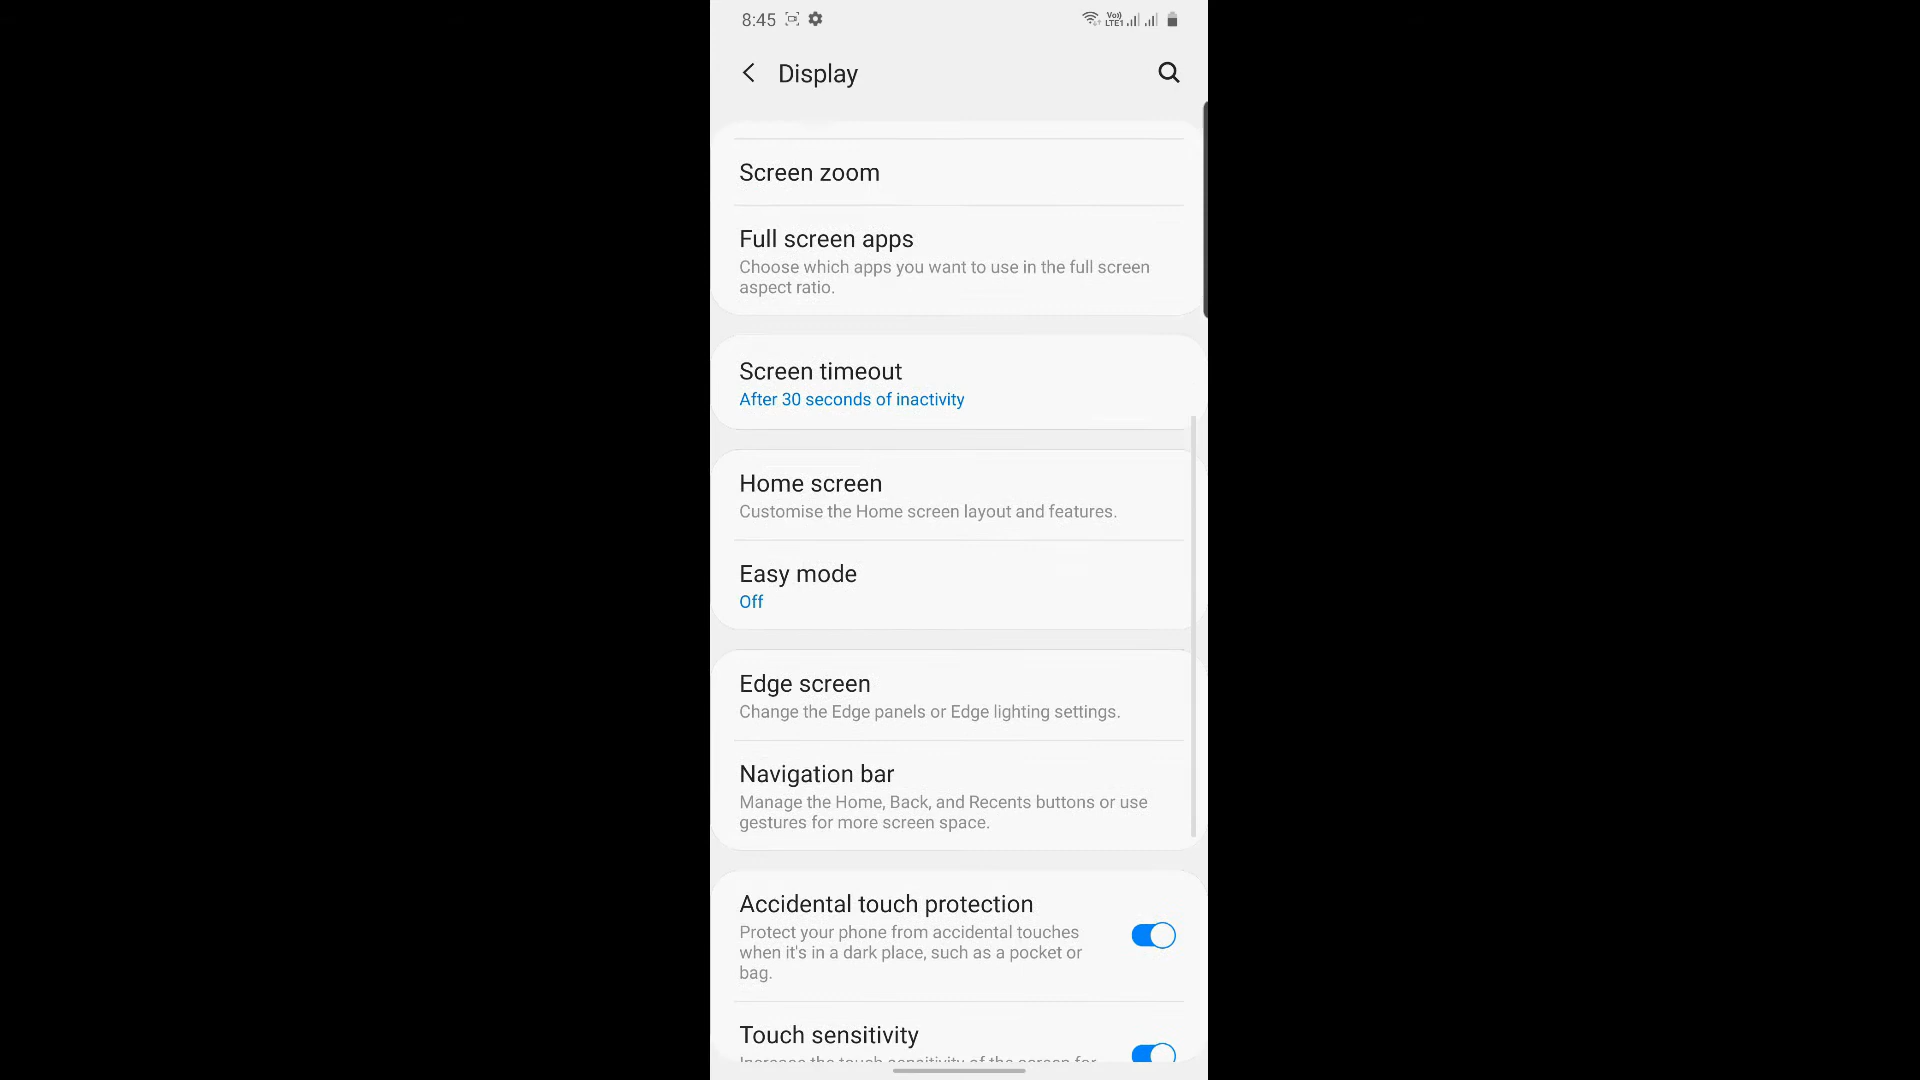 8:45
Vo))
LTE1
Display
Screen zoom
Full screen apps
Choose which apps you want to use in the full screen
aspect ratio.
Screen timeout
After 30 seconds of inactivity
Home screen
Customise the Home screen layout and features.
Easy mode
Off
Edge screen
Change the Edge panels or Edge lighting settings.
Navigation bar
Manage the Home, Back, and Recents buttons or use
gestures for more screen space.
Accidental touch protection
Protect your phone from accidental touches
when it's in a dark place, such as a pocket or
bag.
Touch sensitivity
Increase the touch sensitivity of the screen for